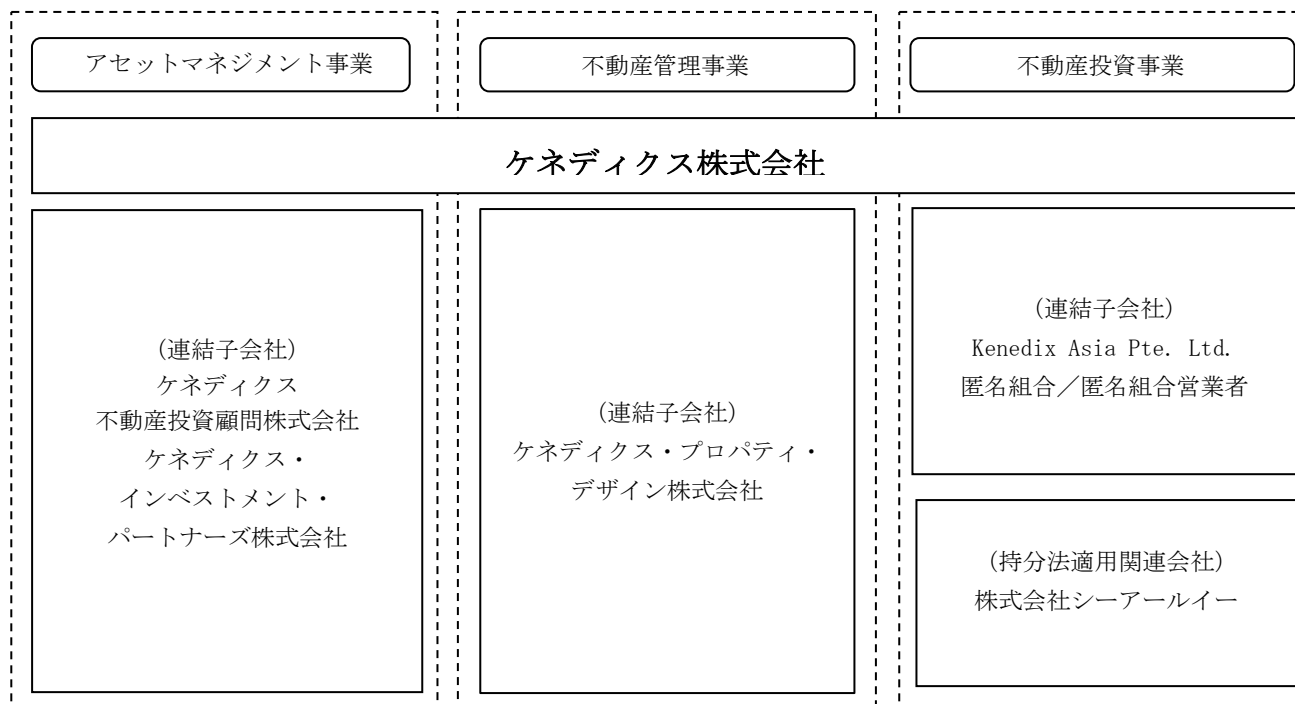 アセットマネジメント事業
不動産管理事業
不動産投資事業
ケネディクス株式会社
(連結子会社)
ケネディクス
不動産投資顧問株式会社
ケネディクス・
インベストメント・
パートナーズ株式会社
(連結子会社)
ケネディクス・プロパティ・
デザイン株式会社
(連結子会社)
Kenedix Asia Pte. Ltd.
匿名組合／匿名組合営業者
(持分法適用関連会社)
株式会社シーアールイー